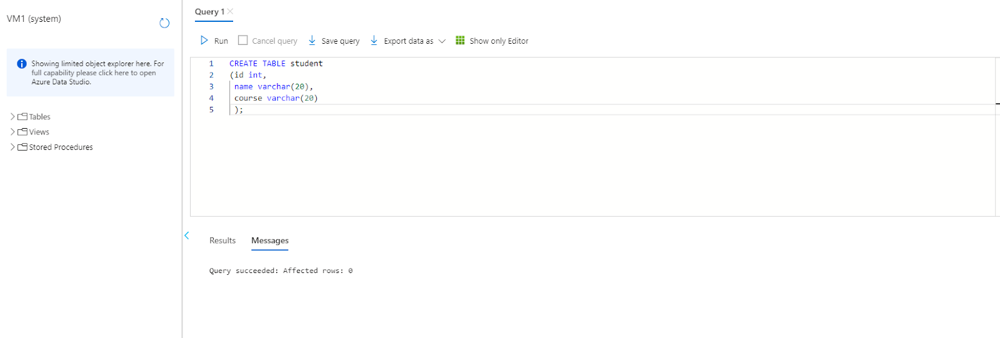 VM1 (system)
Showing limited object explorer here. For
full capability please click here to open
Azure Data Studio.
Tables
Views
Stored Procedures
Query 1
Run Cancel query Save query Export data as Show only Editor
1 CREATE TABLE student
2 (id int,
3 name varchar(20),
4 course varchar(20)
5 );
Results Messages
Query succeeded: Affected rows: 0